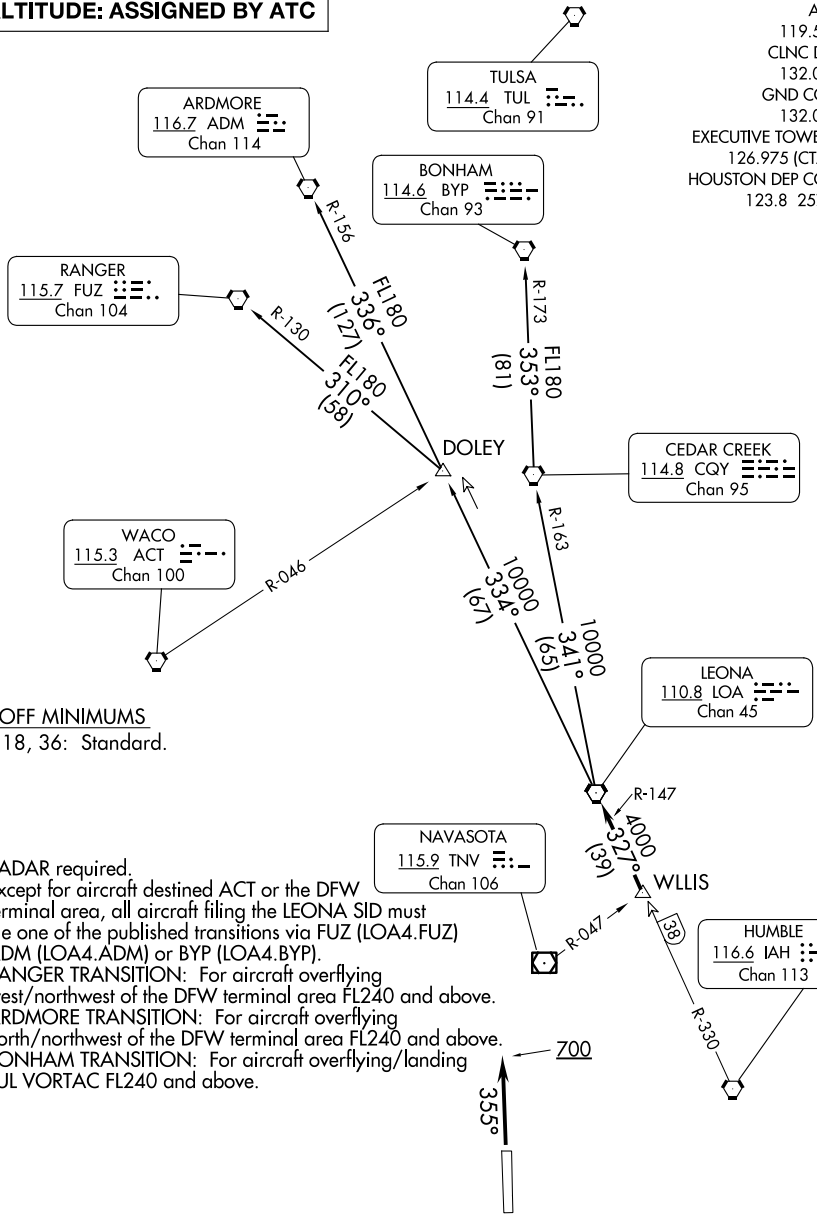 ALTITUDE: ASSIGNED BY ATC
119.5
CLNC D
132.0
GND CO
132.0
EXECUTIVE TOWE
126.975 (CT
HOUSTON DEP CO
123.8 25
TULSA
114.4 TUL
Chan 91
ARDMORE
116.7 ADM
Chan 114
BONHAM
114.6 BYP
Chan 93
RANGER
115.7 FUZ
Chan 104
R-156
R-130
R-173
FL180
336°
(127)
FL180
310°
(58)
FL180
353°
(81)
DOLEY
CEDAR CREEK
114.8 CQY
Chan 95
R-163
WACO
115.3 ACT
Chan 100
R-046
10000
334°
(67)
10000
341°
(65)
LEONA
110.8 LOA
Chan 45
OFF MINIMUMS
18, 36: Standard.
R-147
4000
327°
(39)
NAVASOTA
115.9 TNV
Chan 106
WLLIS
R-047
38
HUMBLE
116.6 IAH
Chan 113
R-330
ADAR required.
xcept for aircraft destined ACT or the DFW
erminal area, all aircraft filing the LEONA SID must
e one of the published transitions via FUZ (LOA4.FUZ)
ADM (LOA4.ADM) or BYP (LOA4.BYP).
ANGER TRANSITION: For aircraft overflying
est/northwest of the DFW terminal area FL240 and above.
RDMORE TRANSITION: For aircraft overflying
orth/northwest of the DFW terminal area FL240 and above.
ONHAM TRANSITION: For aircraft overflying/landing
UL VORTAC FL240 and above.
700
355°